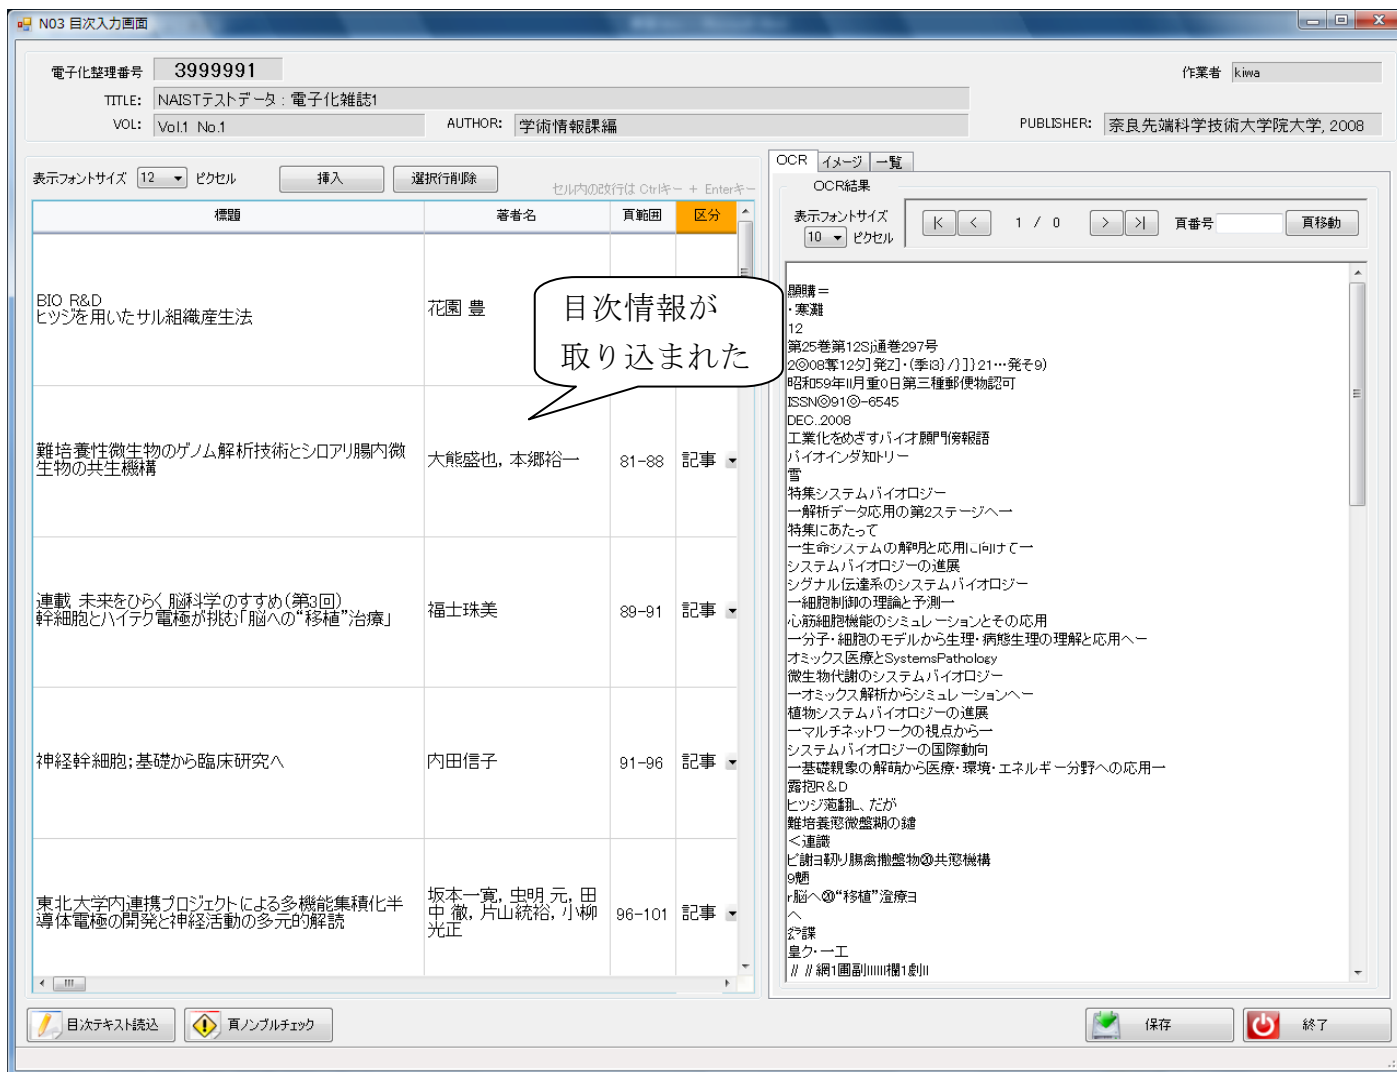 N03 目次入力画面
電子化整理番号 3999991
作業者 kiwa
TITLE: NAISTテストデータ：電子化雑誌1
VOL: Vol.1 No.1 AUTHOR: 学術情報課編 PUBLISHER: 奈良先端科学技術大学院大学, 2008
表示フォントサイズ 12 ピクセル 挿入 選択行削除
セル内の改行は Ctrlキー + Enterキー
標題 著者名 頁範囲 区分
BIO R&D
ヒツジを用いたサル組織産生法
花園 豊
目次情報が
取り込まれた
難培養性微生物のゲノム解析技術とシロアリ腸内微
生物の共生機構
大熊盛也, 本郷裕一 81-88 記事
連載 未来をひらく脳科学のすすめ(第3回)
幹細胞とハイテク電極が挑む「脳への“移植”治療」
福士珠美 89-91 記事
神経幹細胞;基礎から臨床研究へ 内田信子 91-96 記事
東北大学内連携プロジェクトによる多機能集積化半
導体電極の開発と神経活動の多元的解読
坂本一寛, 虫明 元, 田
中 徹, 片山統裕, 小柳
光正
96-101 記事
OCR イメージ 一覧
OCR結果
表示フォントサイズ
10 ピクセル
|< < 1 / 0 > >| 頁番号 頁移動
顕購＝
・寒灘
12
第25巻第12Sj通巻297号
2◎08奪12夕]発Z]・(季I3}/}]}21…発そ9)
昭和59年II月重0日第三種郵便物認可
ISSN◎91◎-6545
DEC..2008
工業化をめざすバイオ願門傍報語
バイオインダ知トリー
雪
特集システムバイオロジー
一解析データ応用の第2ステージへ一
特集にあたって
一生命システムの解明と応用に向けて一
システムバイオロジーの進展
シグナル伝達系のシステムバイオロジー
一細胞制御の理論と予測一
心筋細胞機能のシミュレーションとその応用
一分子・細胞のモデルから生理・病態生理の理解と応用へ一
オミックス医療とSystemsPathology
微生物代謝のシステムバイオロジー
一オミックス解析からシミュレーションへー
植物システムバイオロジーの進展
一マルチネットワークの視点から一
システムバイオロジーの国際動向
一基礎親象の解萌から医療・環境・エネルギー分野への応用一
露抱R&D
ヒツジ蒐翻L、だが
難培養悪微盤糊の鑓
＜連識
9魎
r脳へ⑳“移植”澄療ヨ
へ
皇ク・一工
目次テキスト読込 頁ノンブルチェック 保存 終了